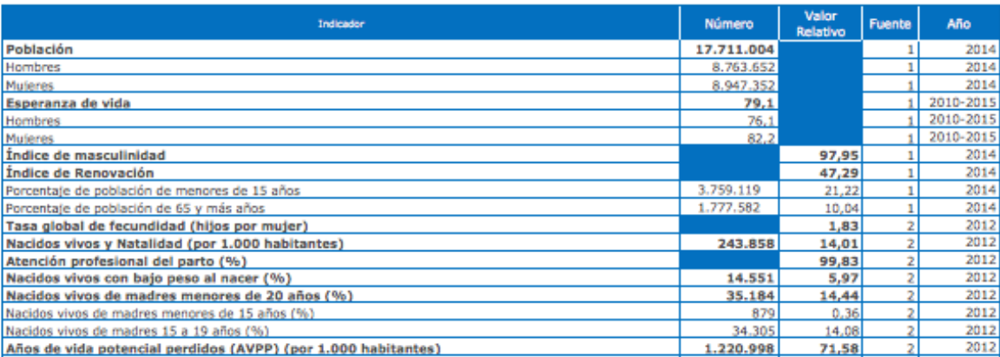 Indicador Número Valor Relativo Fuente Año
Población 17.711.004 1 2014
Hombres 8.763.652 1 2014
Mujeres 8.947.352 1 2014
Esperanza de vida 79,1 1 2010-2015
Hombres 76,1 1 2010-2015
Mujeres 82,2 1 2010-2015
Índice de masculinidad 97,95 1 2014
Índice de Renovación 47,29 1 2014
Porcentaje de población de menores de 15 años 3.759.119 21,22 1 2014
Porcentaje de población de 65 y más años 1.777.582 10,04 1 2014
Tasa global de fecundidad (hijos por mujer) 1,83 2 2012
Nacidos vivos y Natalidad (por 1.000 habitantes) 243.858 14,01 2 2012
Atención profesional del parto (%) 99,83 2 2012
Nacidos vivos con bajo peso al nacer (%) 14.551 5,97 2 2012
Nacidos vivos de madres menores de 20 años (%) 35.184 14,44 2 2012
Nacidos vivos de madres menores de 15 años (%) 879 0,36 2 2012
Nacidos vivos de madres 15 a 19 años (%) 34.305 14,08 2 2012
Años de vida potencial perdidos (AVPP) (por 1.000 habitantes) 1.220.998 71,58 2 2012